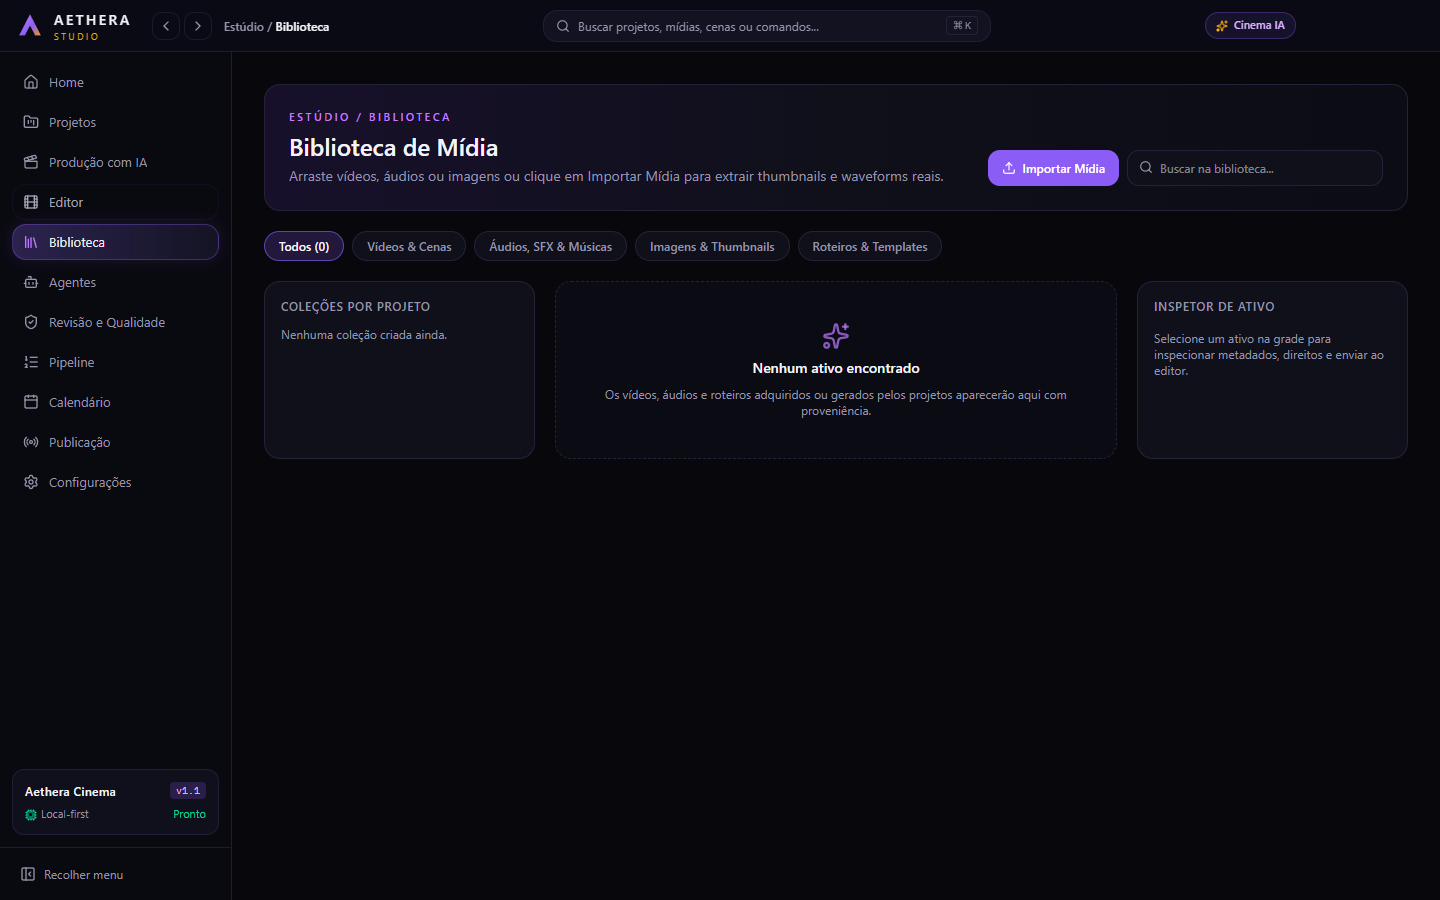 AETHERA
STUDIO
Estúdio / Biblioteca
Buscar projetos, mídias, cenas ou comandos...
⌘K
Cinema IA
Home
Projetos
Produção com IA
Editor
Biblioteca
Agentes
Revisão e Qualidade
Pipeline
Calendário
Publicação
Configurações
Aethera Cinema
v1.1
Local-first
Pronto
Recolher menu
ESTÚDIO / BIBLIOTECA
Biblioteca de Mídia
Arraste vídeos, áudios ou imagens ou clique em Importar Mídia para extrair thumbnails e waveforms reais.
Importar Mídia
Buscar na biblioteca...
Todos (0)
Vídeos & Cenas
Áudios, SFX & Músicas
Imagens & Thumbnails
Roteiros & Templates
COLEÇÕES POR PROJETO
Nenhuma coleção criada ainda.
Nenhum ativo encontrado
Os vídeos, áudios e roteiros adquiridos ou gerados pelos projetos aparecerão aqui com
proveniência.
INSPETOR DE ATIVO
Selecione um ativo na grade para
inspecionar metadados, direitos e enviar ao
editor.